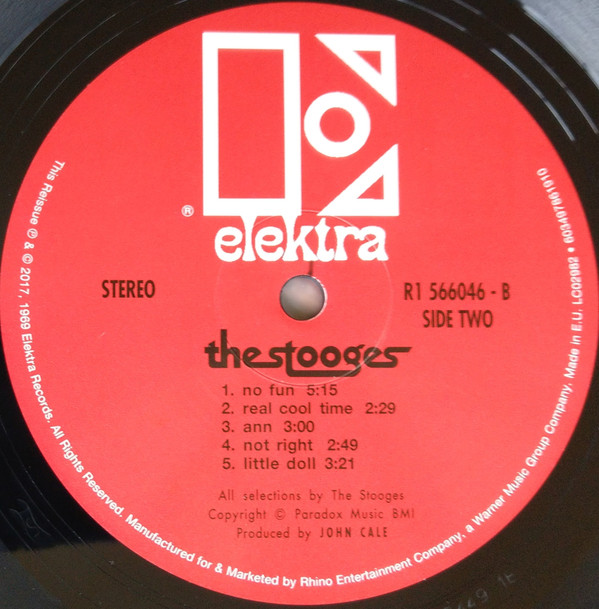 elektra
®
STEREO
R1 566046 - B
SIDE TWO
thestooges
1. no fun 5:15
2. real cool time 2:29
3. ann 3:00
4. not right 2:49
5. little doll 3:21
All selections by The Stooges
Copyright © Paradox Music BMI
Produced by JOHN CALE
This Reissue ℗ & © 2017, 1969 Elektra Records. All Rights Reserved. Manufactured for & Marketed by Rhino Entertainment Company, a Warner Music Group Company. Made in E.U. LC02982 • 603497861910